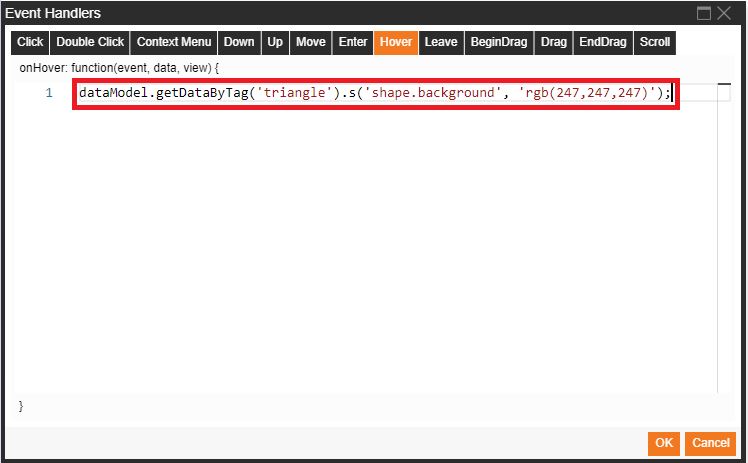 Event Handlers
Click Double Click Context Menu Down Up Move Enter Hover Leave BeginDrag Drag EndDrag Scroll
onHover: function(event, data, view) {
1 dataModel.getDataByTag('triangle').s('shape.background', 'rgb(247,247,247)');
}
OK Cancel